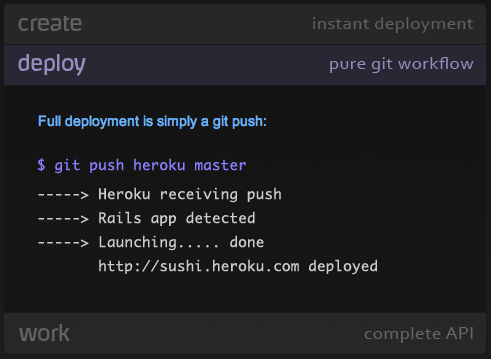 create instant deployment
deploy pure git workflow
Full deployment is simply a git push:
$ git push heroku master
-----> Heroku receiving push
-----> Rails app detected
-----> Launching..... done
http://sushi.heroku.com deployed
work complete API